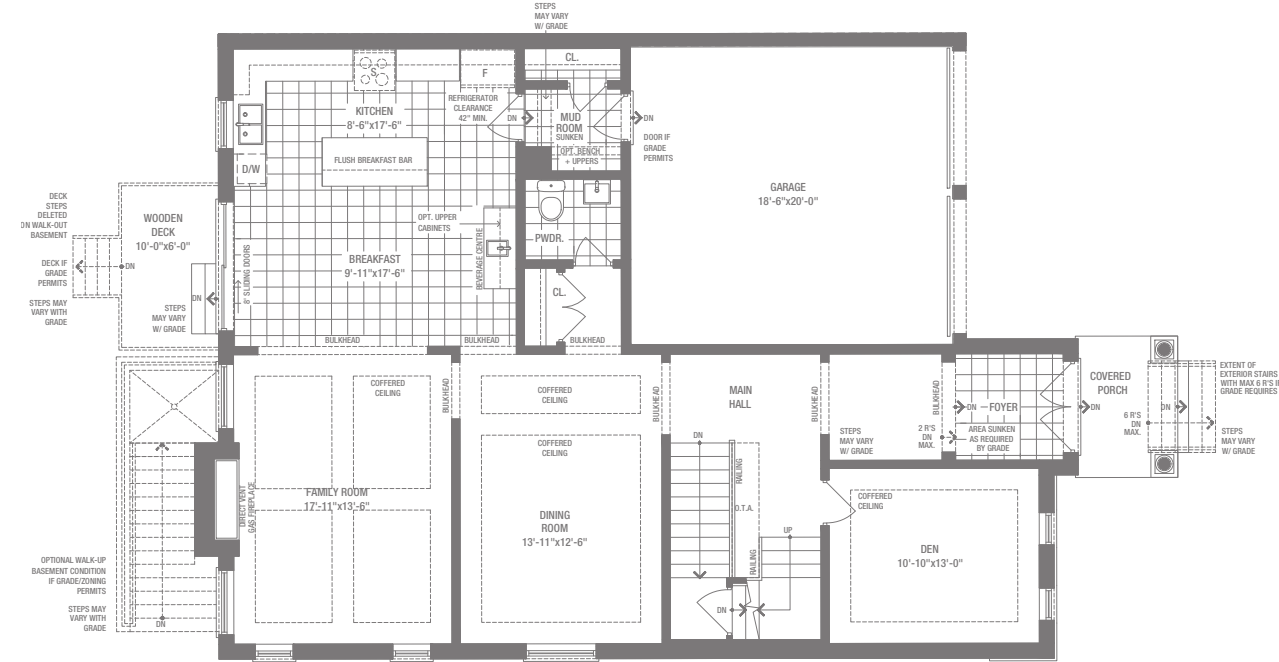 STEPS
MAY VARY
W/ GRADE
CL.
S
F
KITCHEN
8'-6"x17'-6"
REFRIGERATOR
CLEARANCE
42" MIN.
DN
MUD
ROOM
SUNKEN
OPT. BENCH
+ UPPERS
DN
DOOR IF
GRADE
PERMITS
FLUSH BREAKFAST BAR
D/W
GARAGE
18'-6"x20'-0"
DECK
STEPS
DELETED
ON WALK-OUT
BASEMENT
WOODEN
DECK
10'-0"x6'-0"
OPT. UPPER
CABINETS
PWDR.
BREAKFAST
9'-11"x17'-6"
BEVERAGE CENTRE
8' SLIDING DOORS
DECK IF
GRADE
PERMITS
DN
STEPS MAY
VARY WITH
GRADE
DN
STEPS
MAY VARY
W/ GRADE
CL.
BULKHEAD
BULKHEAD
BULKHEAD
COFFERED
CEILING
COFFERED
CEILING
BULKHEAD
BULKHEAD
MAIN
HALL
BULKHEAD
BULKHEAD
DN
FOYER
AREA SUNKEN
AS REQUIRED
BY GRADE
DN
COVERED
PORCH
EXTENT OF
EXTERIOR STAIRS
WITH MAX 6 R'S
GRADE REQUIRES
DN
6 R'S
DN
MAX.
STEPS
MAY VARY
W/ GRADE
STEPS
MAY VARY
W/ GRADE
2 R'S
DN
MAX.
COFFERED
CEILING
DN
RAILING
O.T.A.
UP
RAILING
DN
COFFERED
CEILING
DEN
10'-10"x13'-0"
DINING
ROOM
13'-11"x12'-6"
FAMILY ROOM
17'-11"x13'-6"
DIRECT VENT
GAS FIREPLACE
OPTIONAL WALK-UP
BASEMENT CONDITION
IF GRADE/ZONING
PERMITS
STEPS MAY
VARY WITH
GRADE
DN